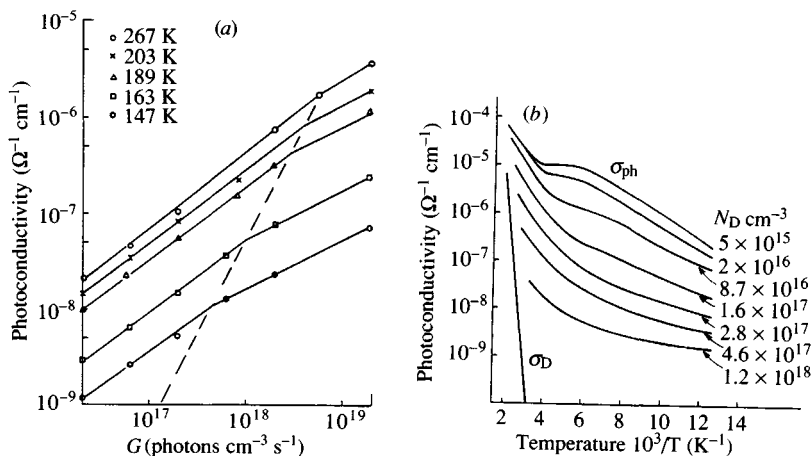 (a)
267 K
203 K
189 K
163 K
147 K
10⁻⁵
10⁻⁶
10⁻⁷
10⁻⁸
10⁻⁹
Photoconductivity (Ω⁻¹ cm⁻¹)
10¹⁷ 10¹⁸ 10¹⁹
G (photons cm⁻³ s⁻¹)
(b)
10⁻⁴
10⁻⁵
10⁻⁶
10⁻⁷
10⁻⁸
10⁻⁹
Photoconductivity (Ω⁻¹ cm⁻¹)
σph
σD
ND cm⁻³
5 × 10¹⁵
2 × 10¹⁶
8.7 × 10¹⁶
1.6 × 10¹⁷
2.8 × 10¹⁷
4.6 × 10¹⁷
1.2 × 10¹⁸
2 4 6 8 10 12 14
Temperature 10³/T (K⁻¹)